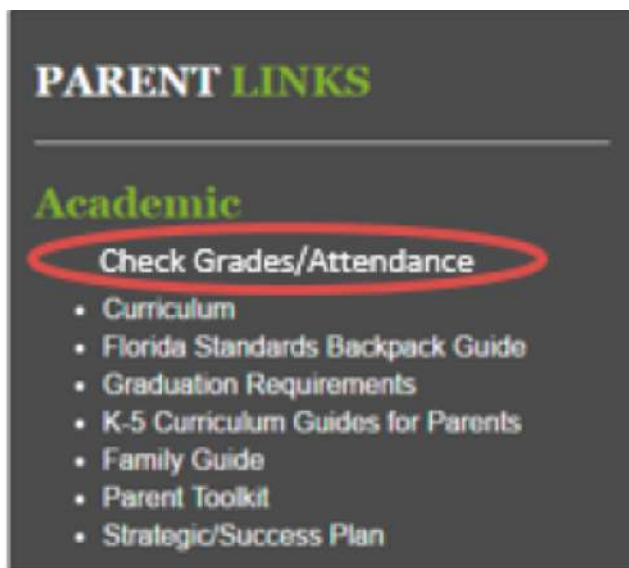 PARENT LINKS
Academic
Check Grades/Attendance
• Curriculum
• Florida Standards Backpack Guide
• Graduation Requirements
• K-5 Curriculum Guides for Parents
• Family Guide
• Parent Toolkit
• Strategic/Success Plan